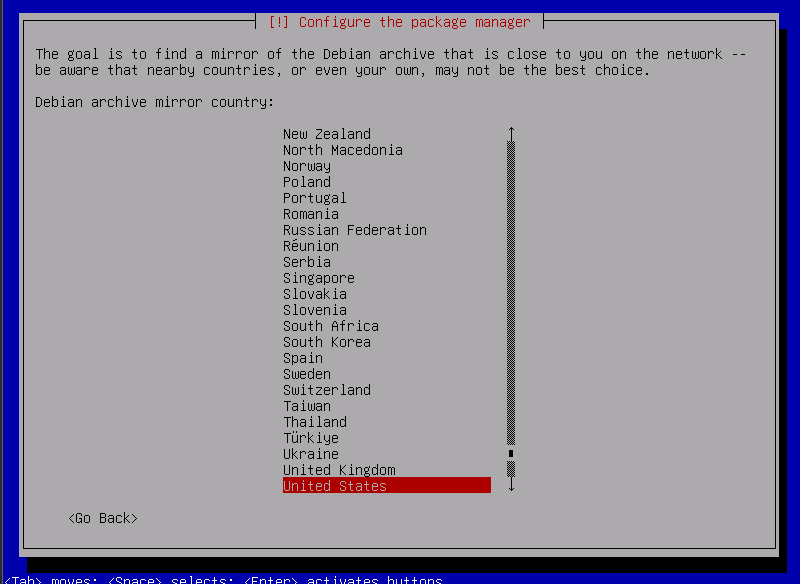 [!] Configure the package manager
The goal is to find a mirror of the Debian archive that is close to you on the network --
be aware that nearby countries, or even your own, may not be the best choice.
Debian archive mirror country:
New Zealand
North Macedonia
Norway
Poland
Portugal
Romania
Russian Federation
Réunion
Serbia
Singapore
Slovakia
Slovenia
South Africa
South Korea
Spain
Sweden
Switzerland
Taiwan
Thailand
Türkiye
Ukraine
United Kingdom
United States
<Go Back>
<Tab> moves; <Space> selects; <Enter> activates buttons